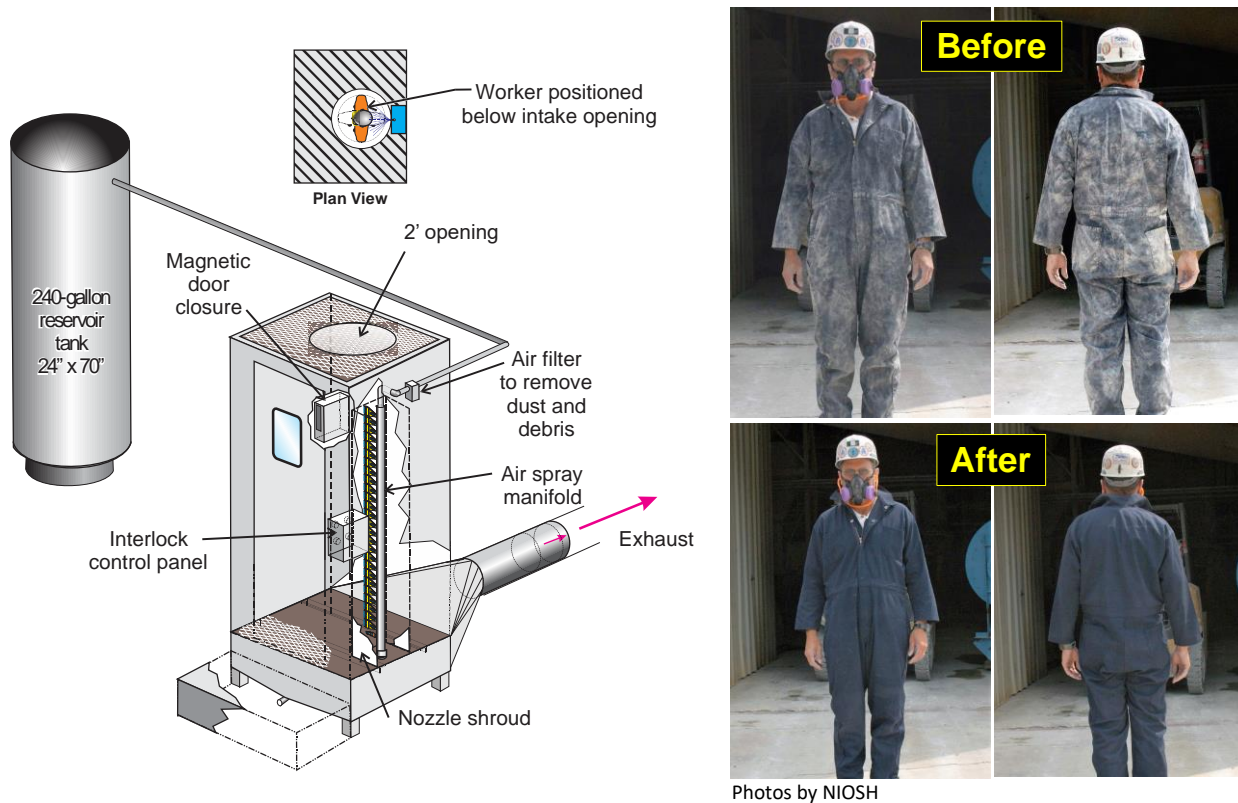 Worker positioned
below intake opening
Plan View
2’ opening
Magnetic
door
closure
240-gallon
reservoir
tank
24” x 70”
Air filter
to remove
dust and
debris
Air spray
manifold
Interlock
control panel
Exhaust
Nozzle shroud
Before
After
Photos by NIOSH